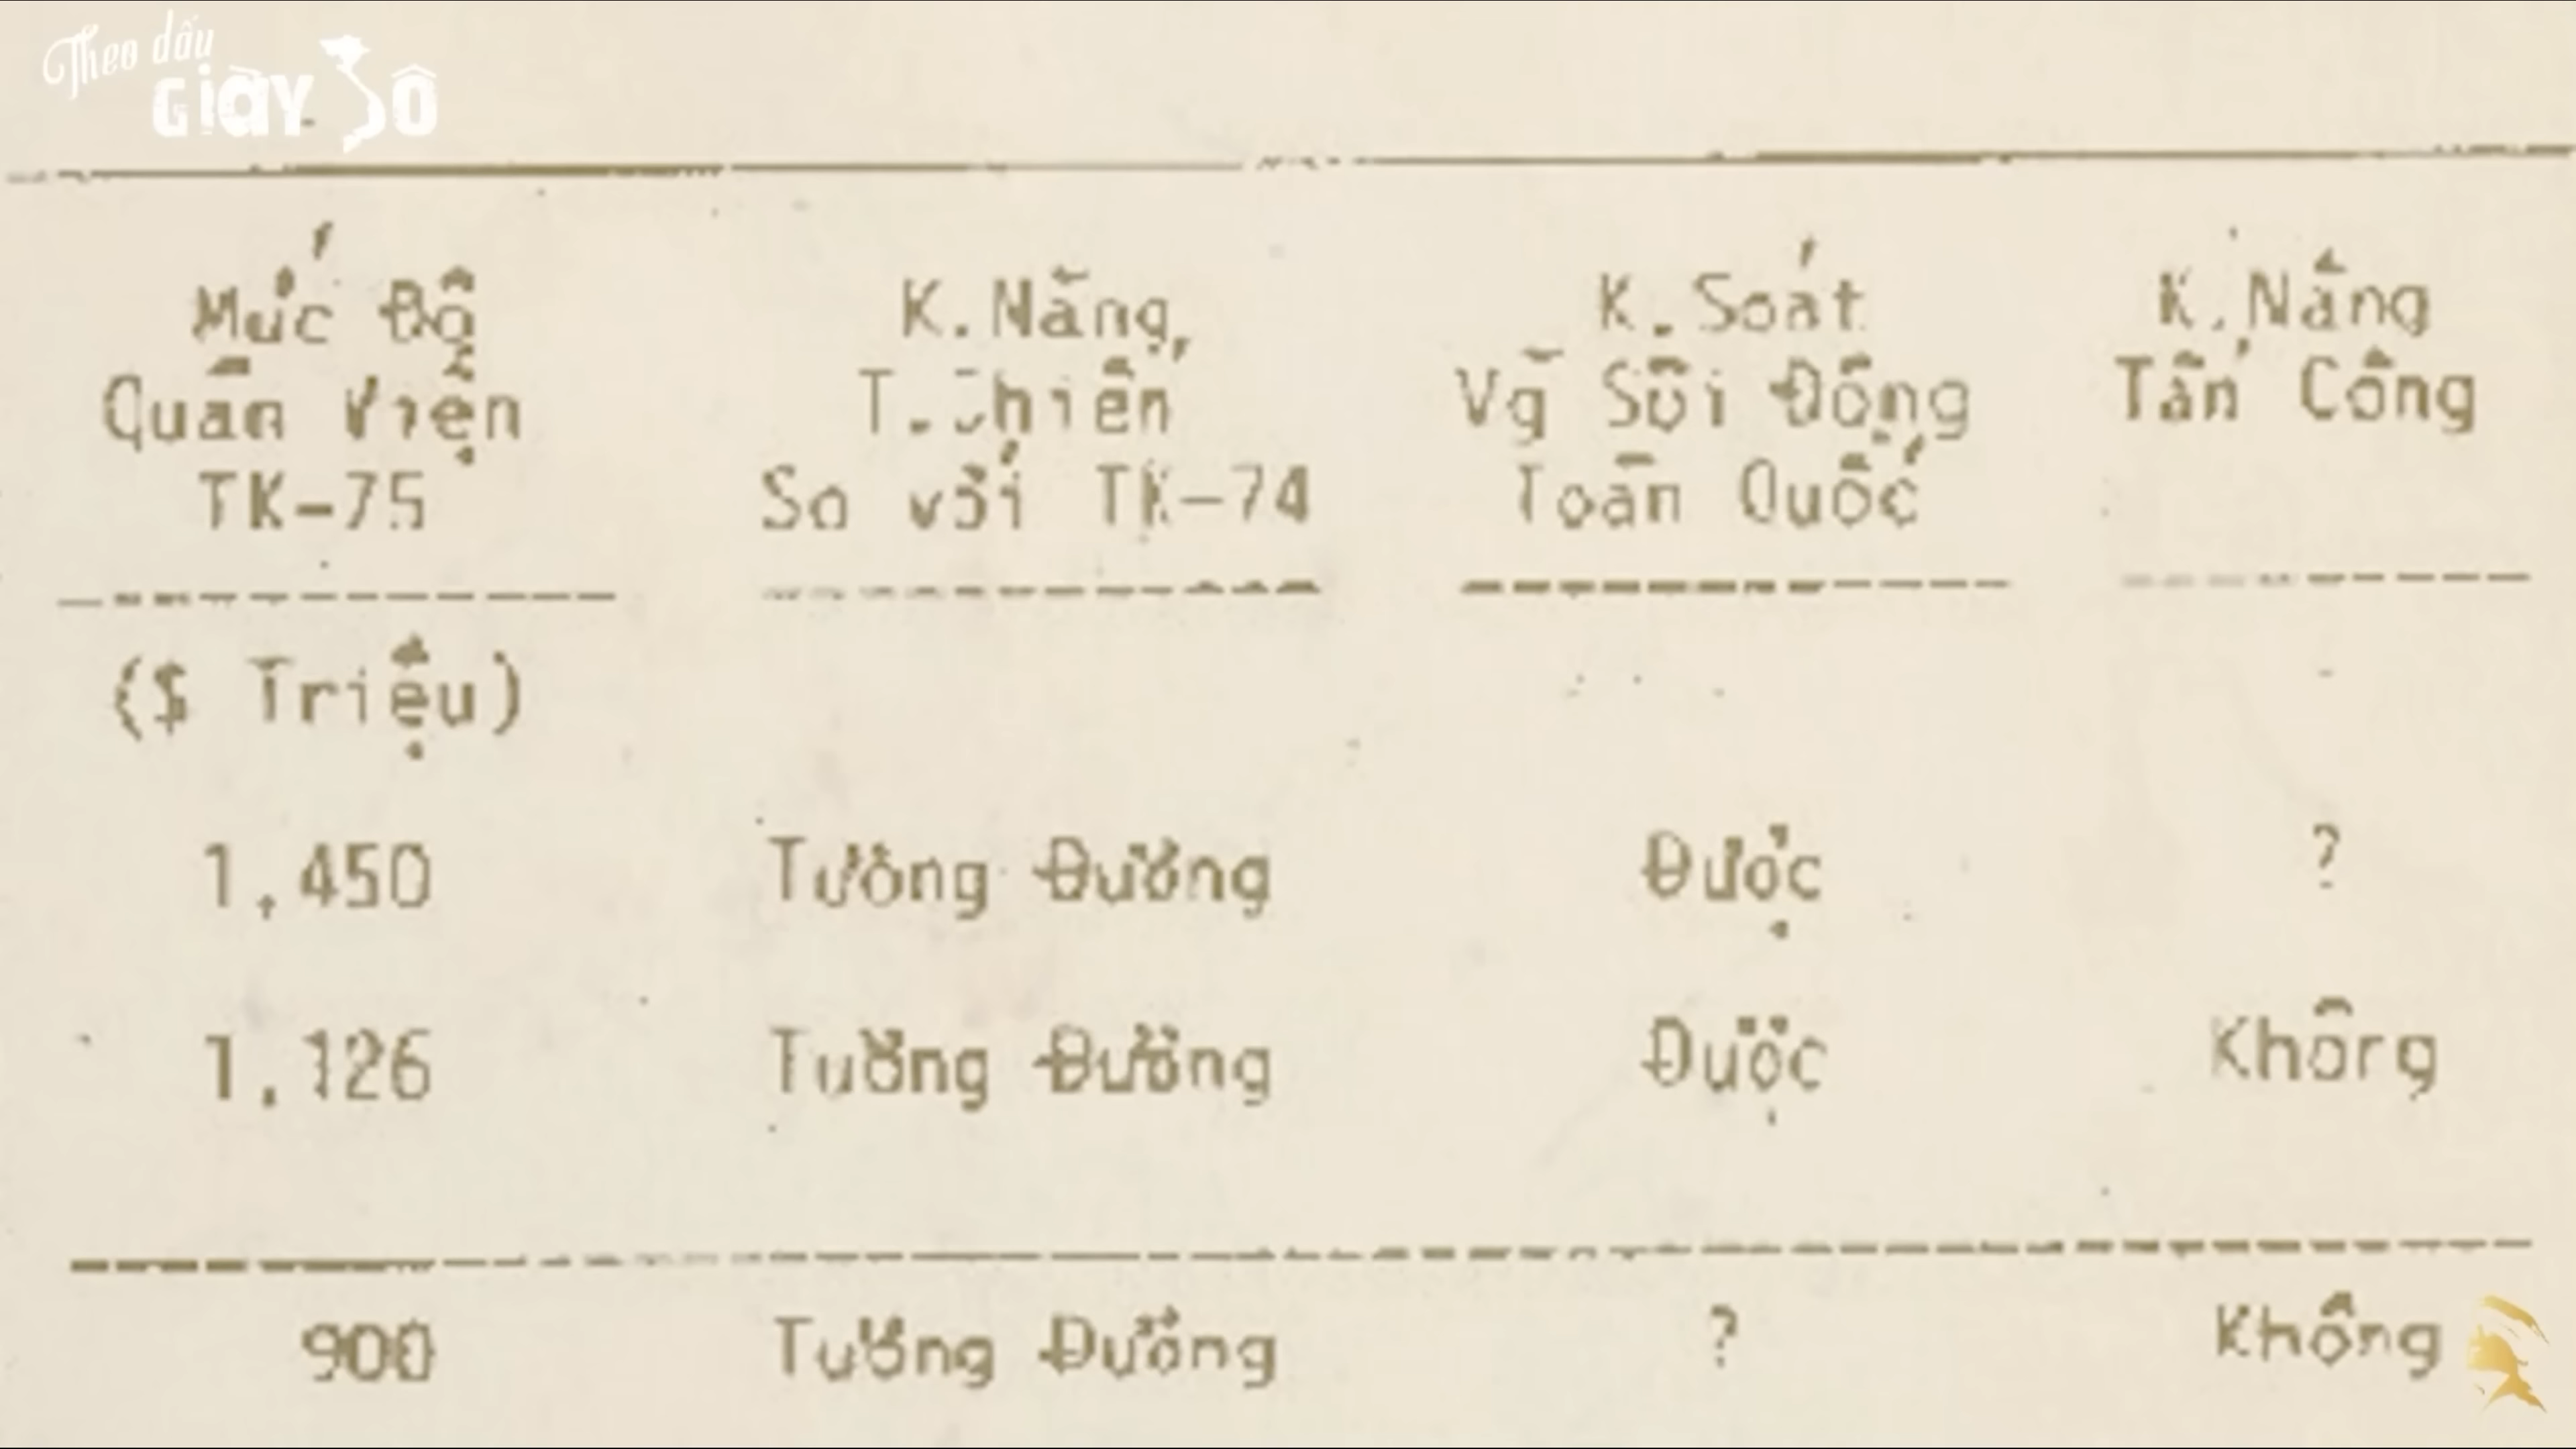 Theo dấu
GIÀY SÔ
Mức Độ
Quân Viện
TK-75
K.Năng
T.Chiến
So với TK-74
K.Soát
Vg Sôi Động
Toàn Quốc
K.Năng
Tấn Công
($ Triệu)
1,450 Tương Đương Được ?
1,126 Tương Đương Được Không
900 Tương Đương ? Không